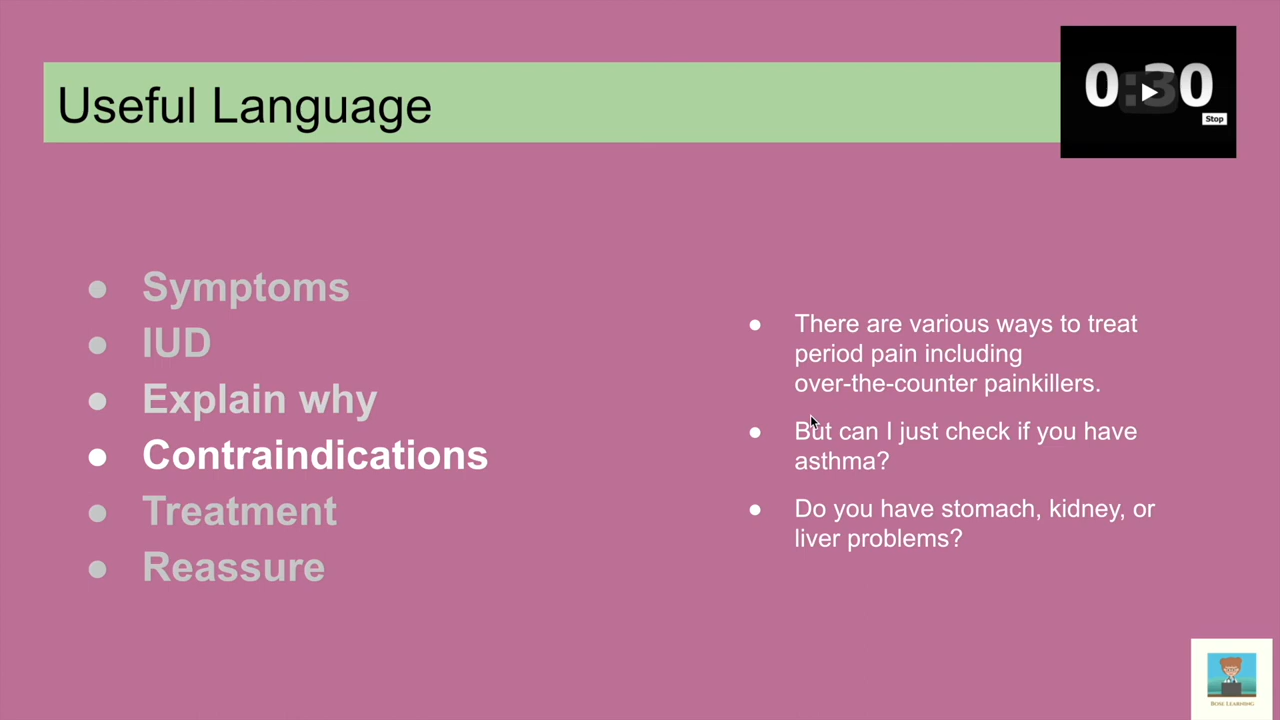 Useful Language
0:30
Stop
Symptoms
IUD
Explain why
Contraindications
Treatment
Reassure
There are various ways to treat
period pain including
over-the-counter painkillers.
But can I just check if you have
asthma?
Do you have stomach, kidney, or
liver problems?
ROSE LEARNING